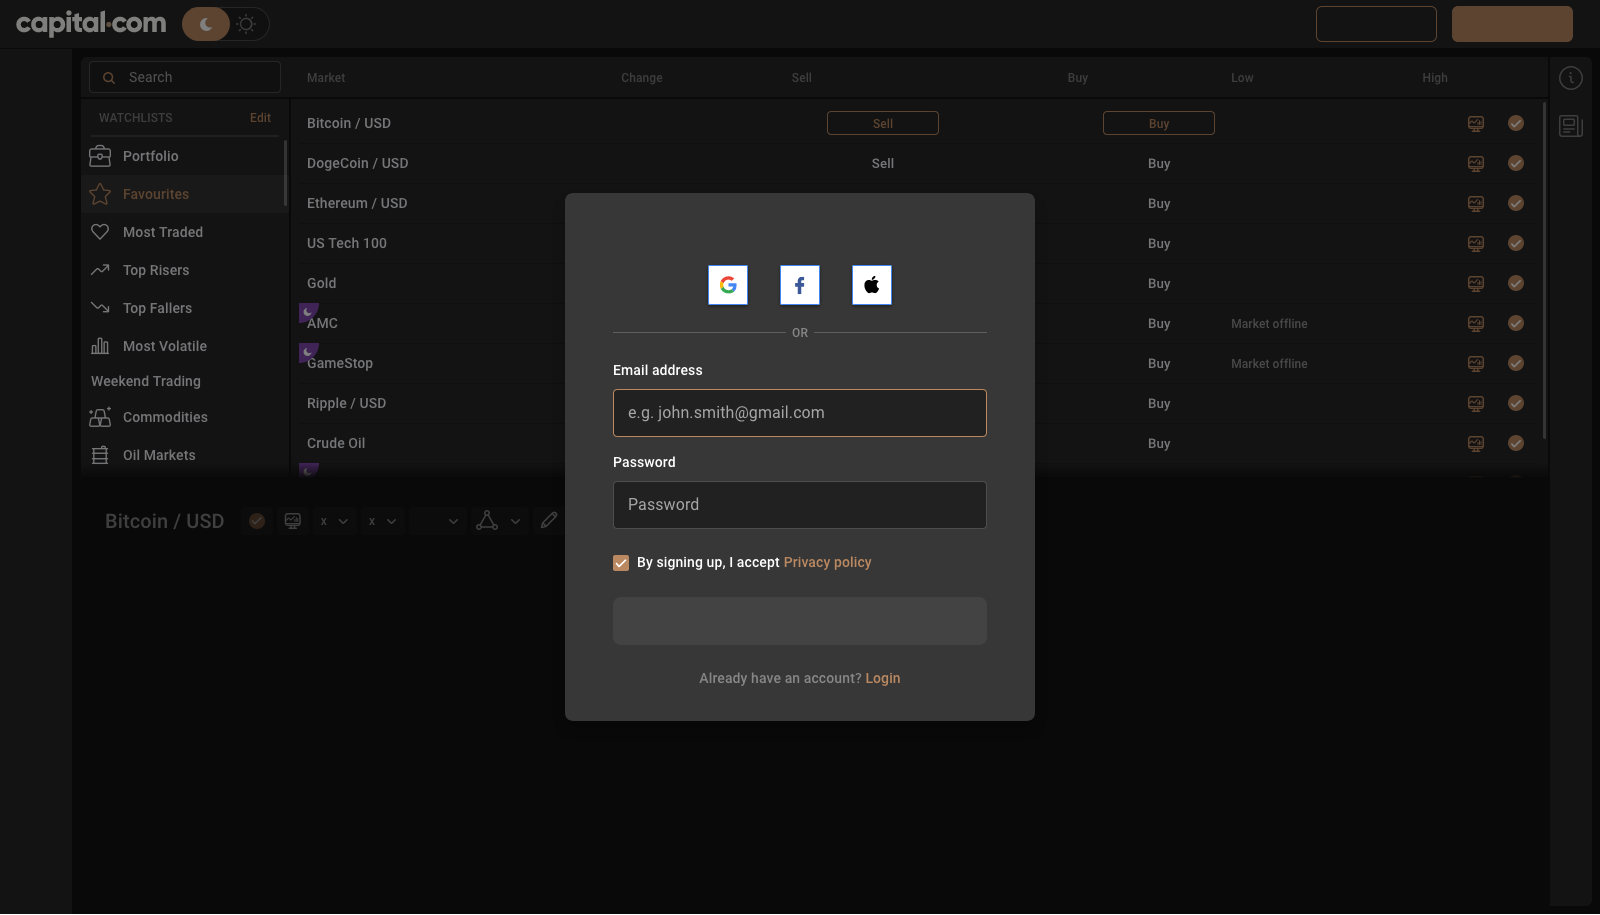 capital.com
Search
Market Change Sell Buy Low High
WATCHLISTS Edit
Portfolio
Favourites
Most Traded
Top Risers
Top Fallers
Most Volatile
Weekend Trading
Commodities
Oil Markets
Bitcoin / USD Sell Buy
DogeCoin / USD Sell Buy
Ethereum / USD Buy
US Tech 100 Buy
Gold Buy
AMC Buy Market offline
GameStop Buy Market offline
Ripple / USD Buy
Crude Oil Buy
Bitcoin / USD x x
OR
Email address
e.g. john.smith@gmail.com
Password
Password
By signing up, I accept Privacy policy
Already have an account? Login